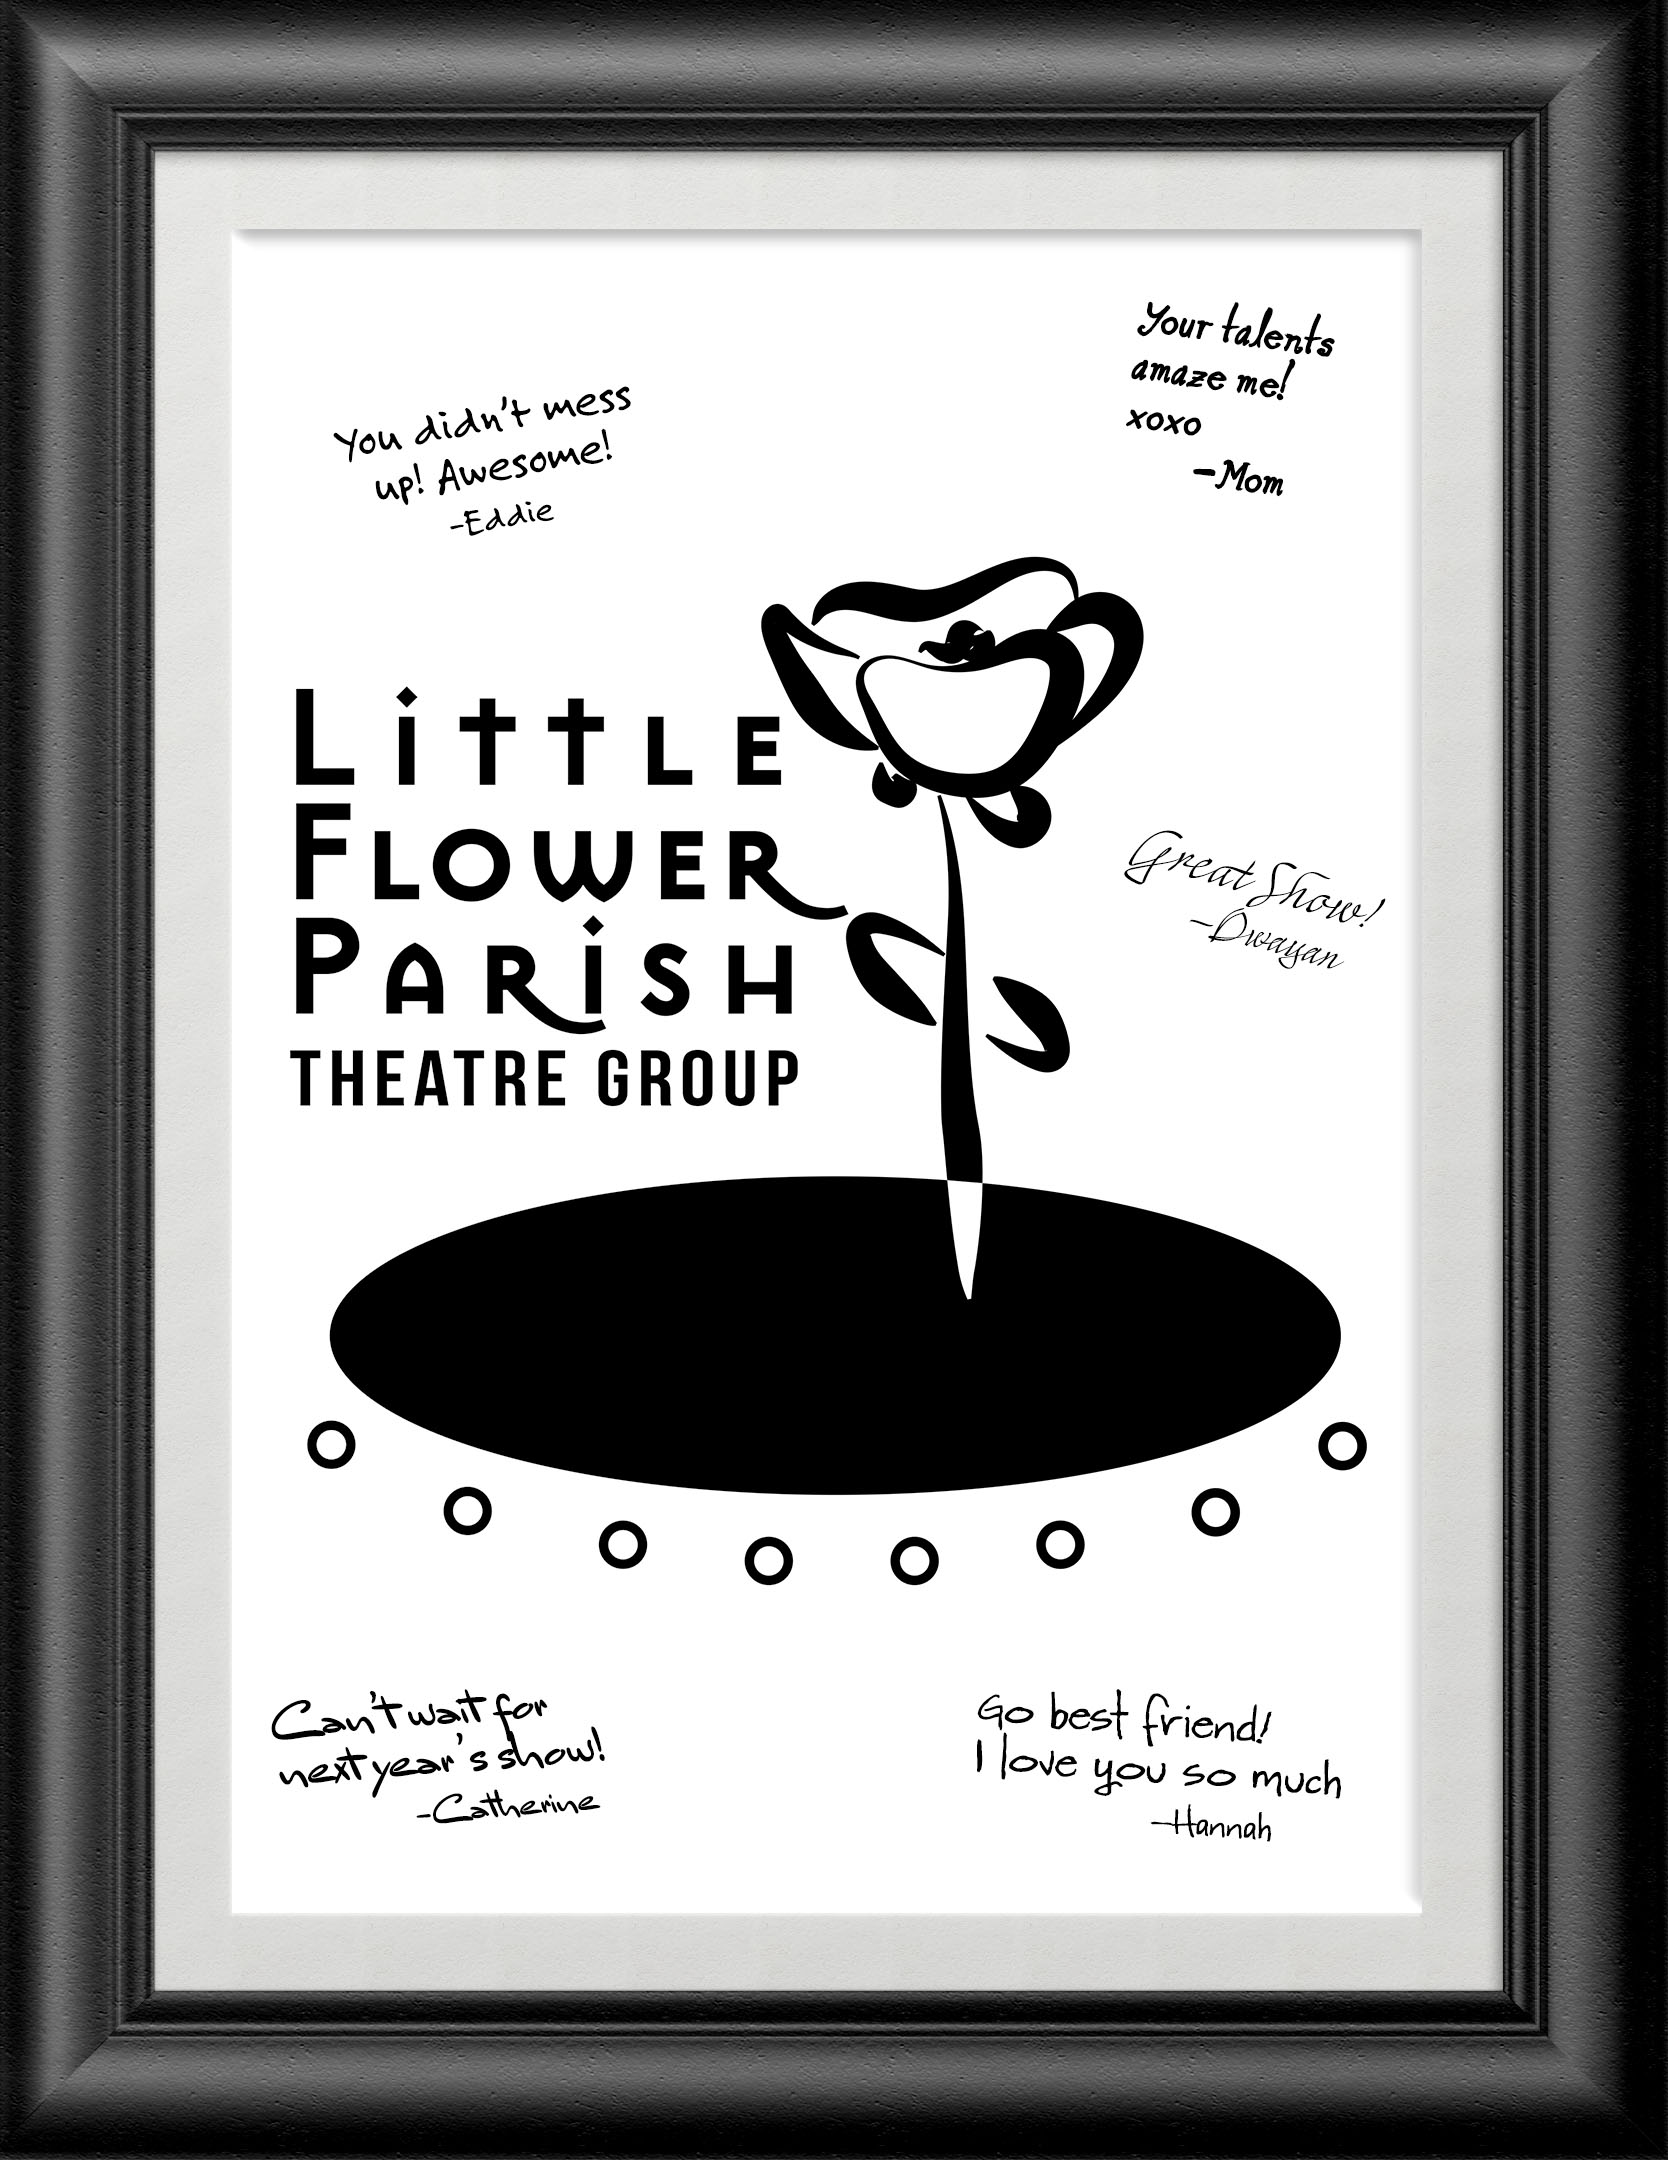 Your talents
amaze me!
xoxo
-Mom
You didn't mess
up! Awesome!
-Eddie
Little
Flower
Parish
THEATRE GROUP
Great Show!
-Dwayan
Can't wait for
next year's show!
-Catherine
Go best friend!
I love you so much
-Hannah